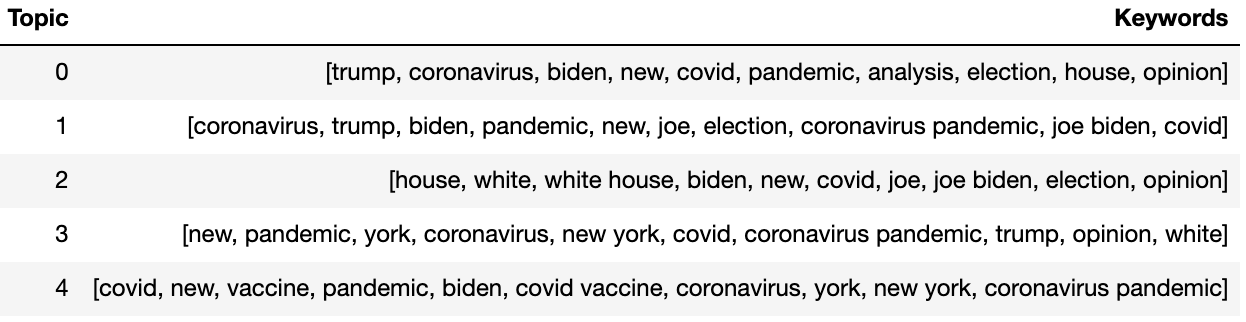 Topic Keywords
0 [trump, coronavirus, biden, new, covid, pandemic, analysis, election, house, opinion]
1 [coronavirus, trump, biden, pandemic, new, joe, election, coronavirus pandemic, joe biden, covid]
2 [house, white, white house, biden, new, covid, joe, joe biden, election, opinion]
3 [new, pandemic, york, coronavirus, new york, covid, coronavirus pandemic, trump, opinion, white]
4 [covid, new, vaccine, pandemic, biden, covid vaccine, coronavirus, york, new york, coronavirus pandemic]